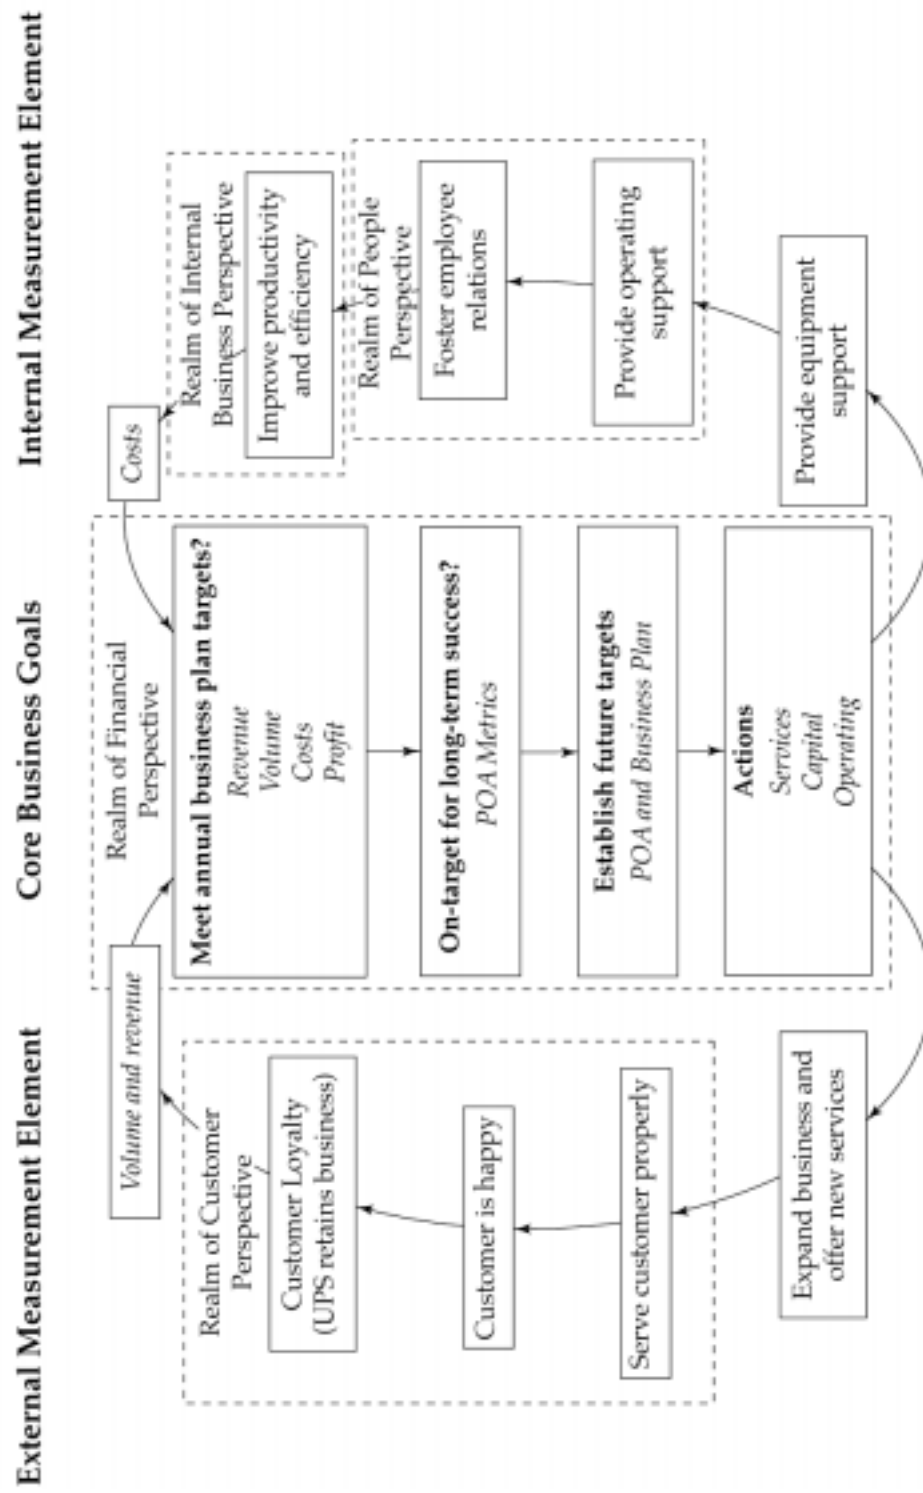 External Measurement Element
Core Business Goals
Internal Measurement Element
Volume and revenue
Realm of Customer
Perspective
Customer Loyalty
(UPS retains business)
Customer is happy
Serve customer properly
Expand business and
offer new services
Realm of Financial
Perspective
Meet annual business plan targets?
Revenue
Volume
Costs
Profit
On-target for long-term success?
POA Metrics
Establish future targets
POA and Business Plan
Actions
Services
Capital
Operating
Costs
Realm of Internal
Business Perspective
Improve productivity
and efficiency
Realm of People
Perspective
Foster employee
relations
Provide operating
support
Provide equipment
support